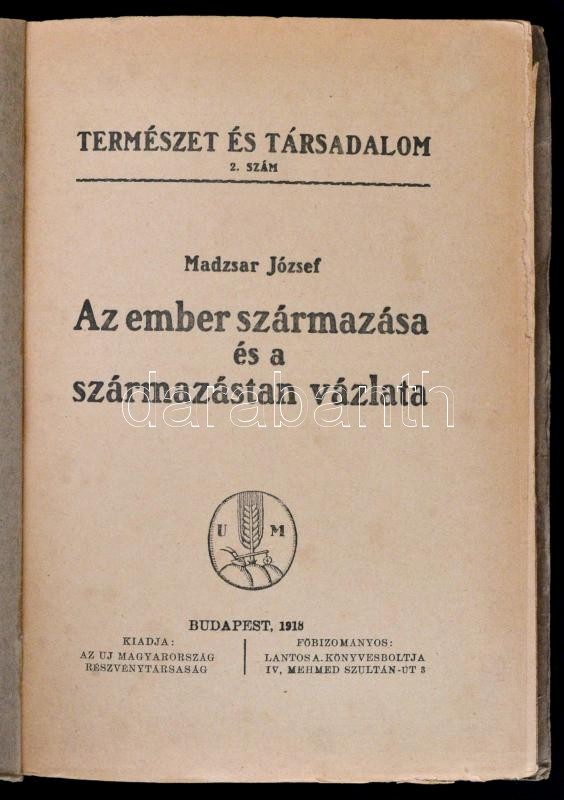 TERMÉSZET ÉS TÁRSADALOM
2. SZÁM
Madzsar József
Az ember származása
és a
származástan vázlata
darabanth
U M
BUDAPEST, 1918
KIADJA:
AZ UJ MAGYARORSZÁG
RÉSZVÉNYTÁRSASÁG
FŐBIZOMÁNYOS:
LANTOS A. KÖNYVESBOLTJA
IV, MEHMED SZULTÁN-UT 3